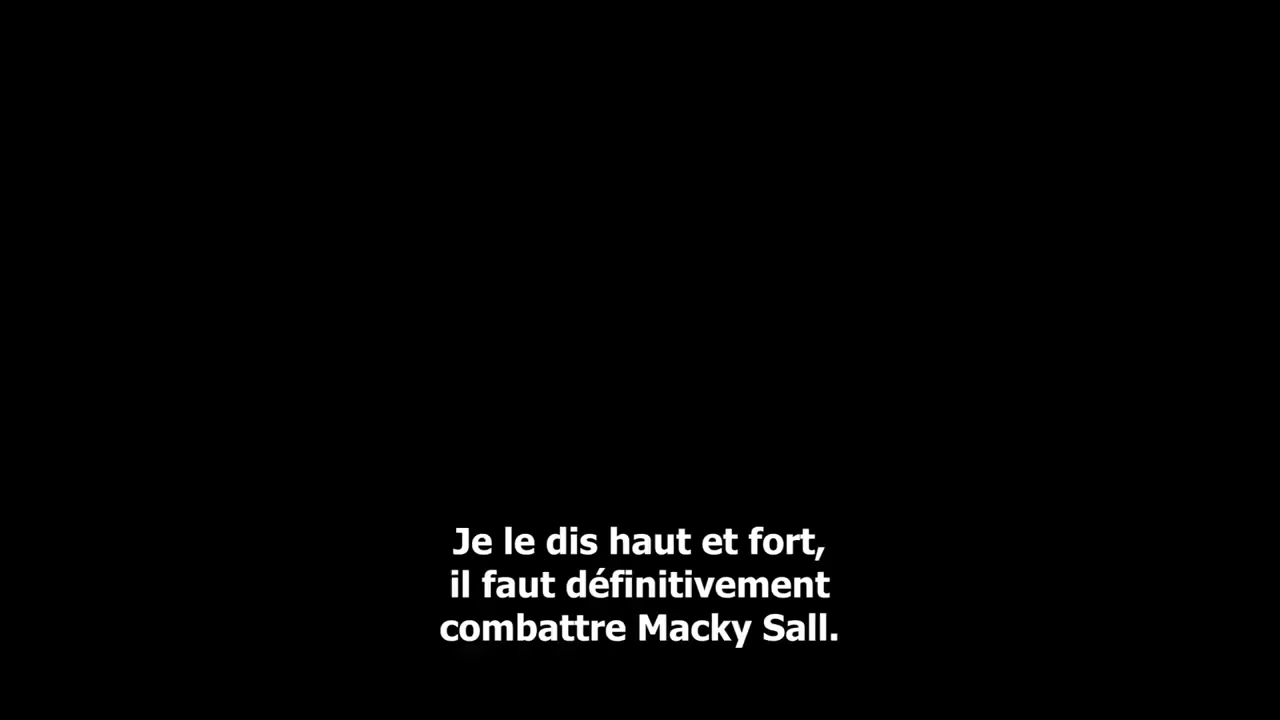 Je le dis haut et fort,
il faut définitivement
combattre Macky Sall.